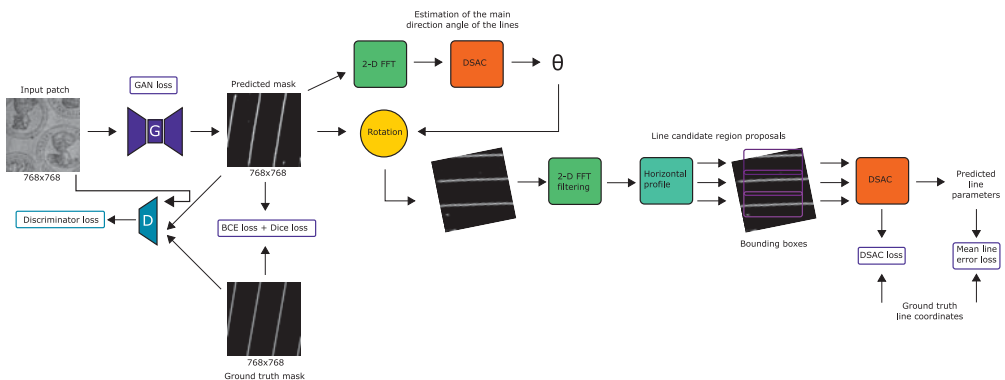 Estimation of the main
direction angle of the lines
2-D FFT
DSAC
θ
GAN loss
Input patch
Predicted mask
G
768x768
768x768
Rotation
Line candidate region proposals
2-D FFT
filtering
Horizontal
profile
DSAC
Predicted
line
parameters
Bounding boxes
Discriminator loss
D
BCE loss + Dice loss
DSAC loss
Mean line
error loss
Ground truth
line coordinates
768x768
Ground truth mask